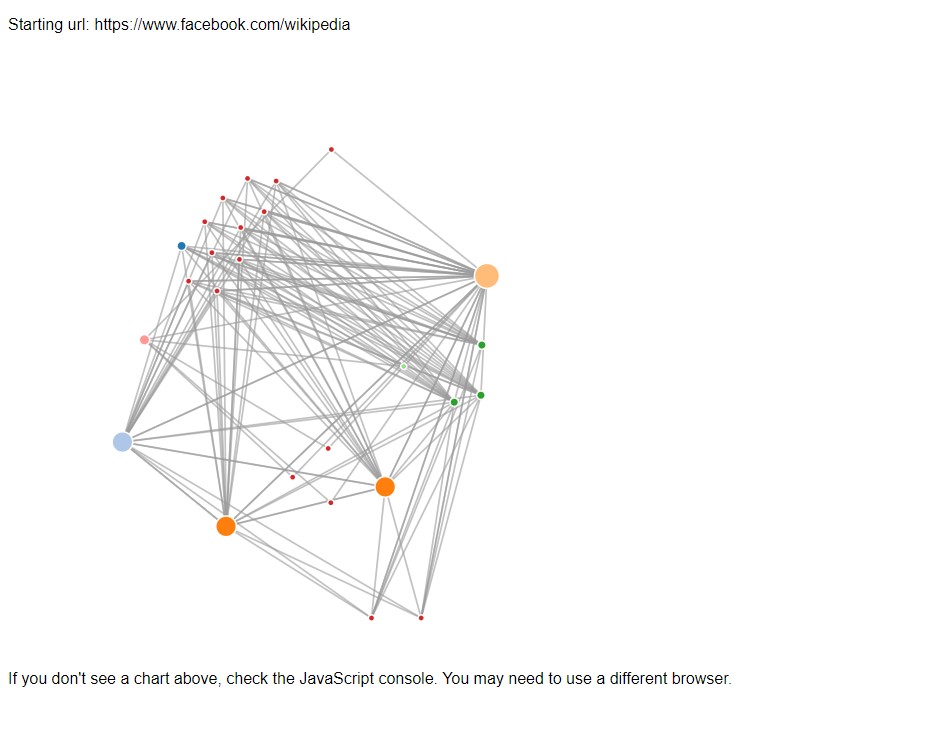 Starting url: https://www.facebook.com/wikipedia
If you don't see a chart above, check the JavaScript console. You may need to use a different browser.